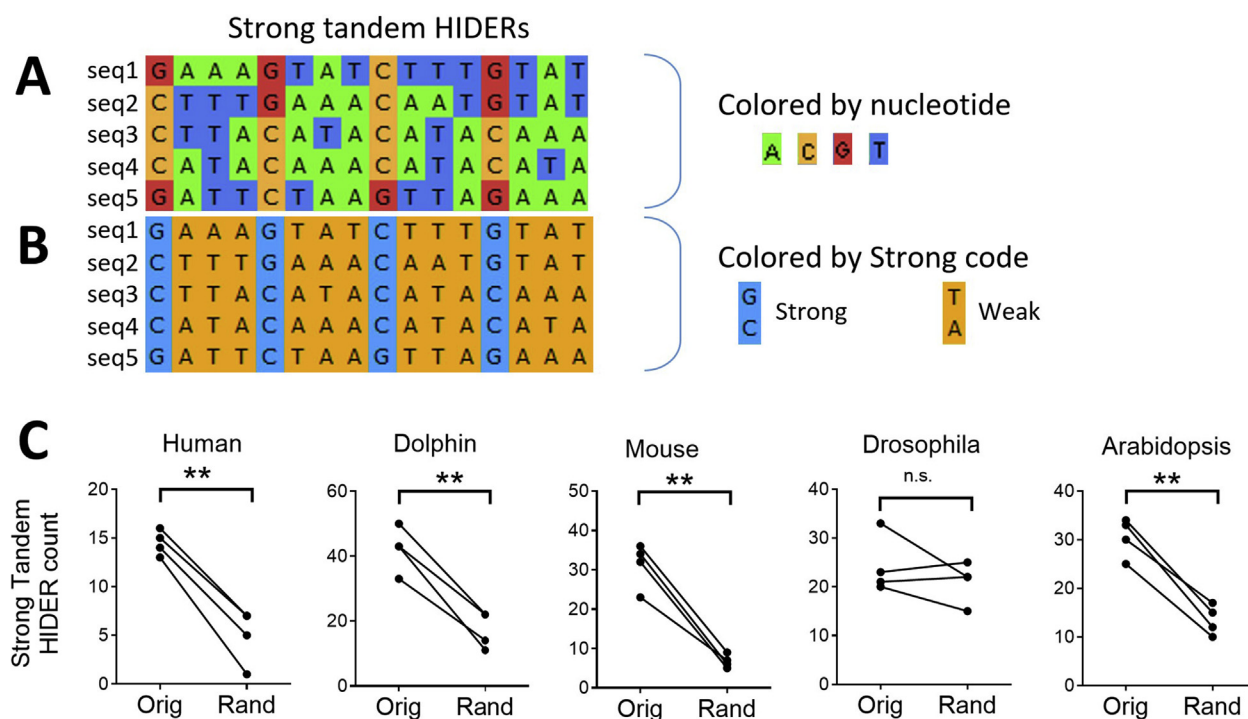 Strong tandem HIDERs
A
seq1 G A A A G T A T C T T T G T A T
seq2 C T T T G A A A C A A T G T A T
seq3 C T T A C A T A C A T A C A A A
seq4 C A T A C A A A C A T A C A T A
seq5 G A T T C T A A G T T A G A A A
Colored by nucleotide
A C G T
B
seq1 G A A A G T A T C T T T G T A T
seq2 C T T T G A A A C A A T G T A T
seq3 C T T A C A T A C A T A C A A A
seq4 C A T A C A A A C A T A C A T A
seq5 G A T T C T A A G T T A G A A A
Colored by Strong code
G
C
Strong
T
A
Weak
C
Strong Tandem
HIDER count
Human
**
20
15
10
5
0
Orig Rand
Dolphin
**
60
40
20
0
Orig Rand
Mouse
**
50
40
30
20
10
0
Orig Rand
Drosophila
n.s.
40
30
20
10
0
Orig Rand
Arabidopsis
**
40
30
20
10
0
Orig Rand